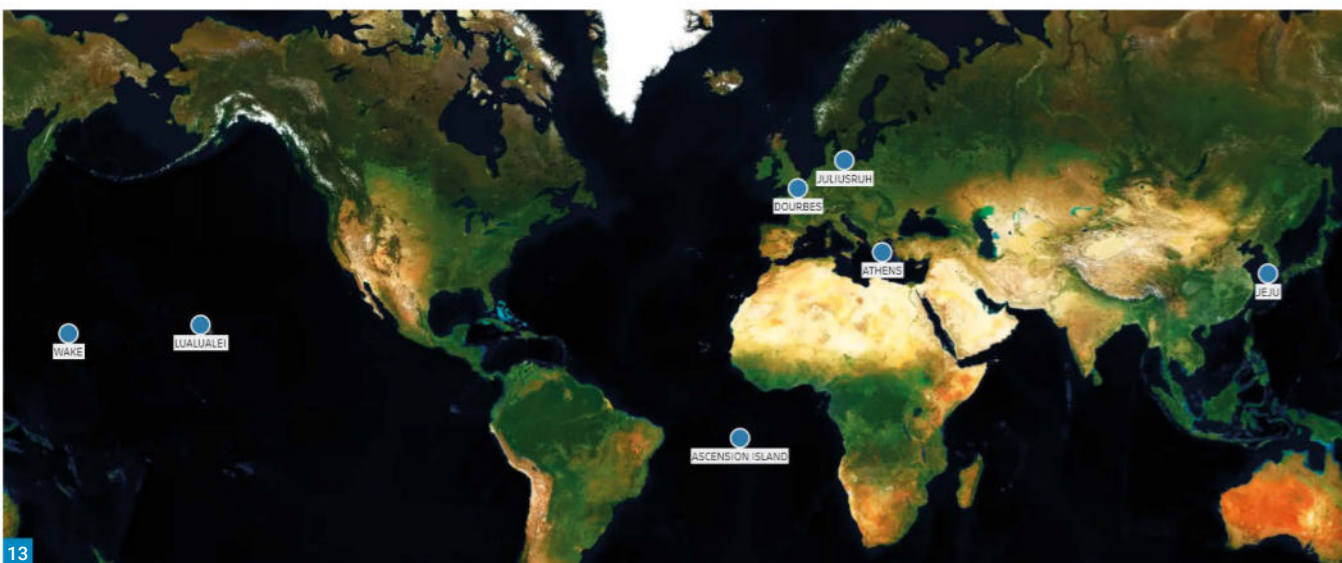 JULIUSRUH
DOURBES
ATHENS
JEJU
WAKE
LUALUALEI
ASCENSION ISLAND
13